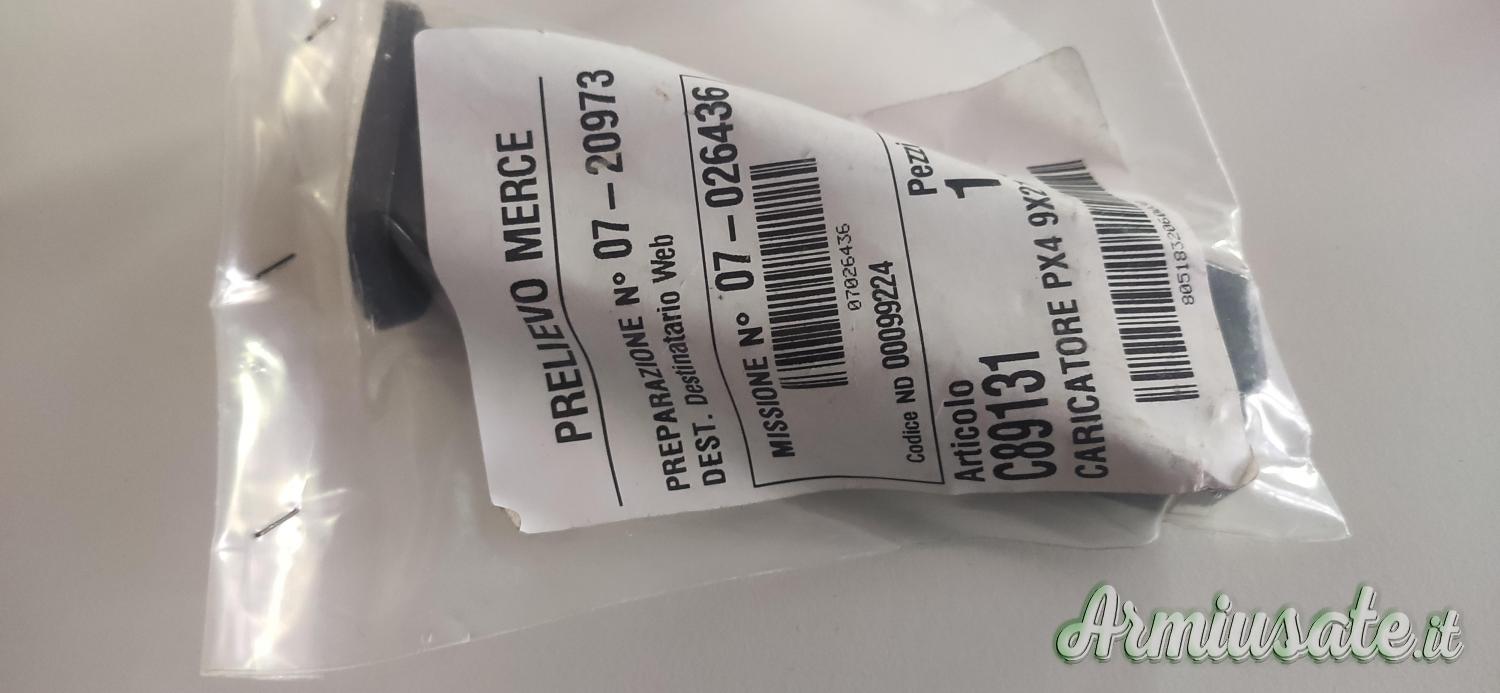 PRELIEVO MERCE
PREPARAZIONE N° 07-20973
DEST. Destinatario Web
MISSIONE N° 07-026436
07026436
Codice ND 00099224
Pezzi
1
Articolo
C89131
CARICATORE PX4
Armiusate.it